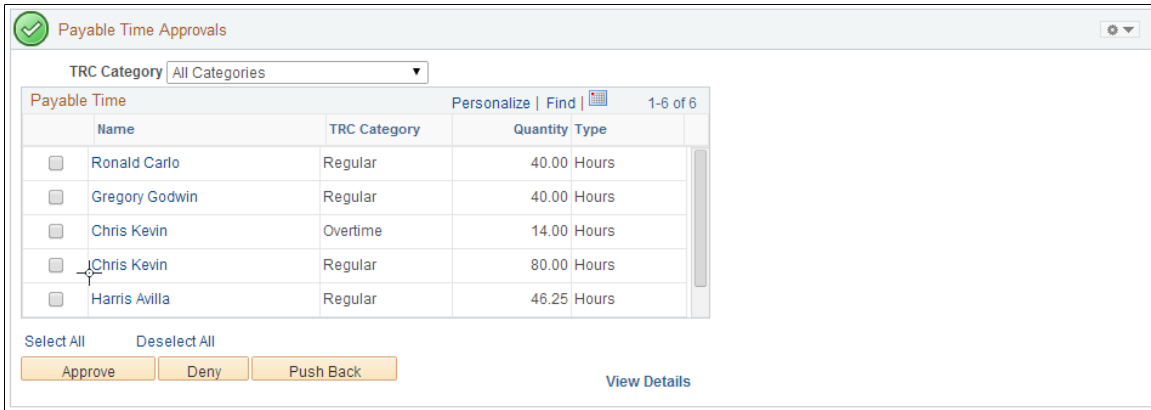 Payable Time Approvals
TRC Category All Categories
Payable Time Personalize | Find | 1-6 of 6
Name TRC Category Quantity Type
Ronald Carlo Regular 40.00 Hours
Gregory Godwin Regular 40.00 Hours
Chris Kevin Overtime 14.00 Hours
Chris Kevin Regular 80.00 Hours
Harris Avilla Regular 46.25 Hours
Select All Deselect All
Approve Deny Push Back
View Details